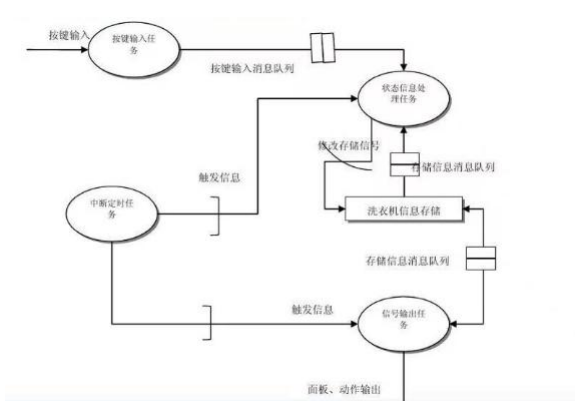 按键输入
按键输入任
务
按键输入消息队列
状态信息处
理任务
修改存储信号
存储信息消息队列
触发信息
中断定时任
务
洗衣机信息存储
存储信息消息队列
触发信息
信号输出任
务
面板、动作输出